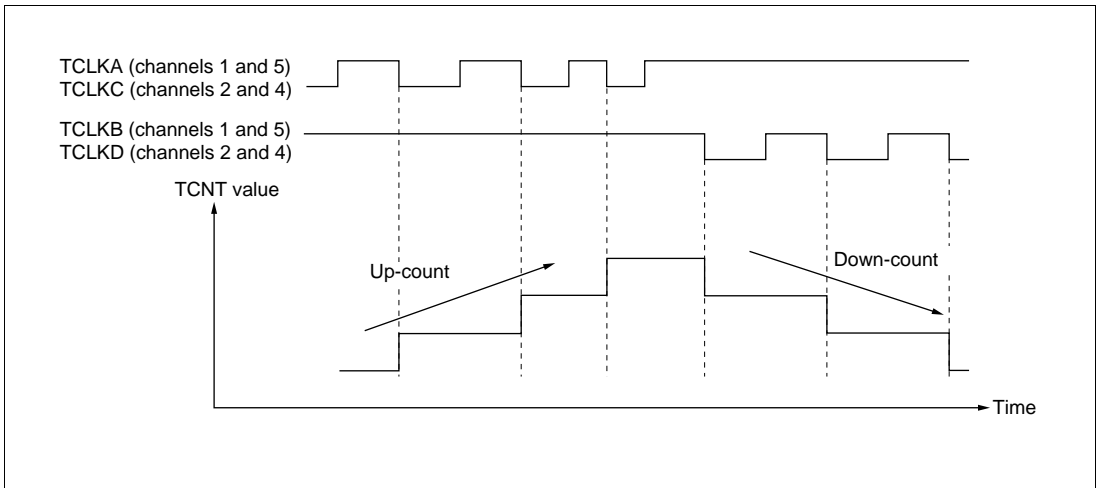 TCLKA (channels 1 and 5)
TCLKC (channels 2 and 4)
TCLKB (channels 1 and 5)
TCLKD (channels 2 and 4)
TCNT value
Up-count
Down-count
Time